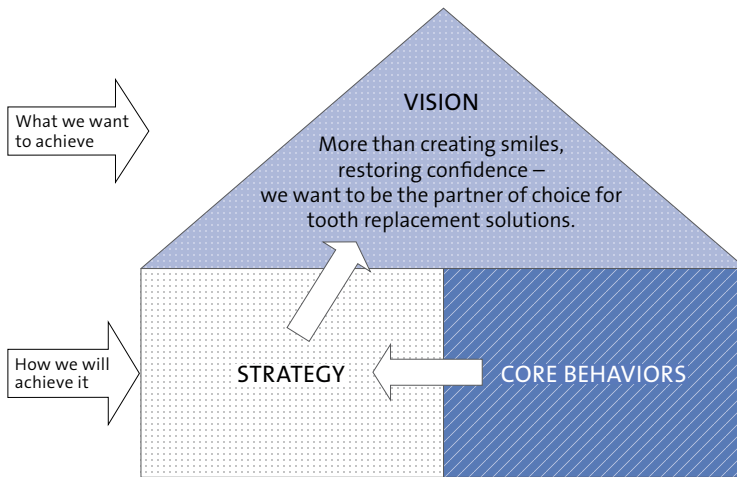 VISION
What we want
to achieve
More than creating smiles,
restoring confidence –
we want to be the partner of choice for
tooth replacement solutions.
How we will
achieve it
STRATEGY
CORE BEHAVIORS